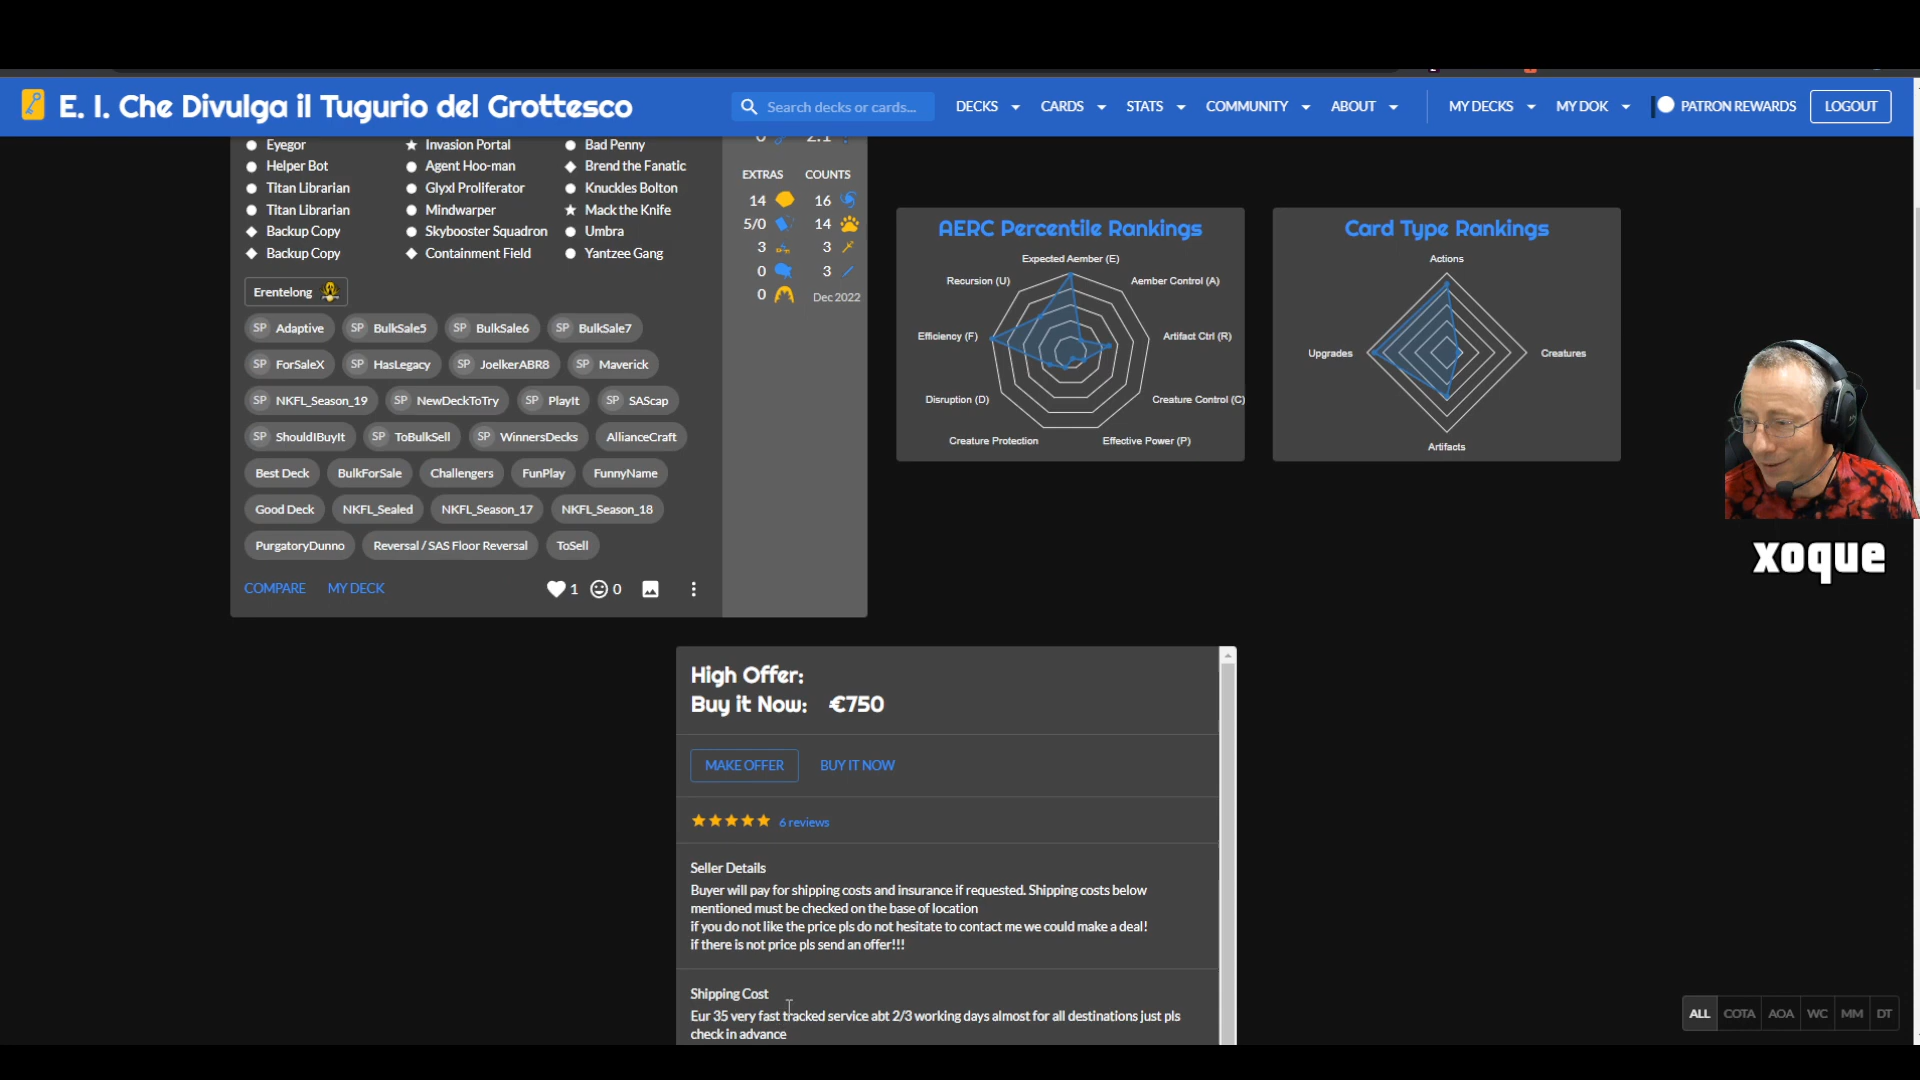 E. I. Che Divulga il Tugurio del Grottesco
Search decks or cards...
DECKS
CARDS
STATS
COMMUNITY
ABOUT
MY DECKS
MY DOK
PATRON REWARDS
LOGOUT
Eyegor
Helper Bot
Titan Librarian
Titan Librarian
Backup Copy
Backup Copy
Invasion Portal
Agent Hoo-man
Glyxl Proliferator
Mindwarper
Skybooster Squadron
Containment Field
Bad Penny
Brend the Fanatic
Knuckles Bolton
Mack the Knife
Umbra
Yantzee Gang
EXTRAS COUNTS
14 16
5/0 14
3 3
0 3
0 Dec 2022
Erentelong
SP Adaptive SP BulkSale5 SP BulkSale6 SP BulkSale7
SP ForSaleX SP HasLegacy SP JoelkerABR8 SP Maverick
SP NKFL_Season_19 SP NewDeckToTry SP PlayIt SP SAScap
SP ShouldIBuyIt SP ToBulkSell SP WinnersDecks AllianceCraft
Best Deck BulkForSale Challengers FunPlay FunnyName
Good Deck NKFL_Sealed NKFL_Season_17 NKFL_Season_18
PurgatoryDunno Reversal / SAS Floor Reversal ToSell
COMPARE MY DECK 1 0
AERC Percentile Rankings
Expected Aember (E)
Recursion (U) Aember Control (A)
Efficiency (F) Artifact Ctrl (R)
Disruption (D) Creature Control (C)
Creature Protection Effective Power (P)
Card Type Rankings
Actions
Upgrades Creatures
Artifacts
xoque
High Offer:
Buy it Now: €750
MAKE OFFER BUY IT NOW
6 reviews
Seller Details
Buyer will pay for shipping costs and insurance if requested. Shipping costs below
mentioned must be checked on the base of location
if you do not like the price pls do not hesitate to contact me we could make a deal!
if there is not price pls send an offer!!!
Shipping Cost
Eur 35 very fast tracked service abt 2/3 working days almost for all destinations just pls
check in advance
ALL COTA AOA WC MM DT